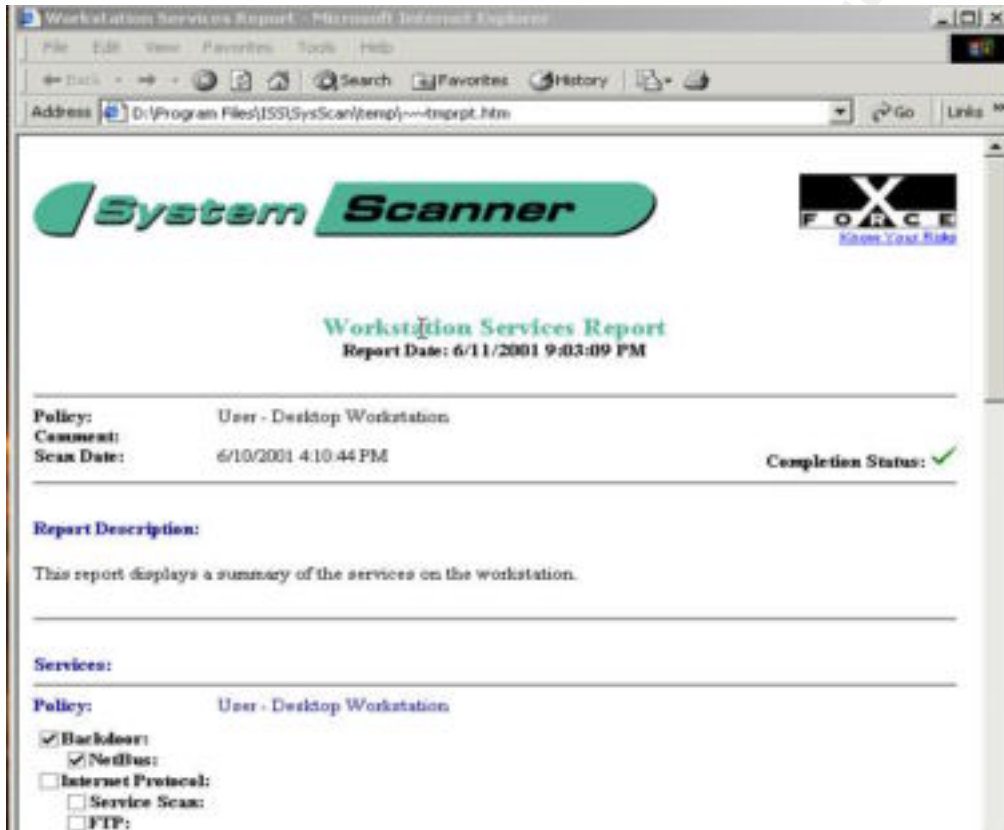 Workstation Services Report - Microsoft Internet Explorer
File Edit View Favorites Tools Help
Back Search Favorites History
Address D:\Program Files\ISS\SysScan\temp\~~tmprpt.htm Go Links
System Scanner
X
FORCE
Know Your Risks
Workstation Services Report
Report Date: 6/11/2001 9:03:09 PM
Policy: User - Desktop Workstation
Comment:
Scan Date: 6/10/2001 4:10:44 PM Completion Status:
Report Description:
This report displays a summary of the services on the workstation.
Services:
Policy: User - Desktop Workstation
Backdoor:
NetBus:
Internet Protocol:
Service Scan:
FTP: